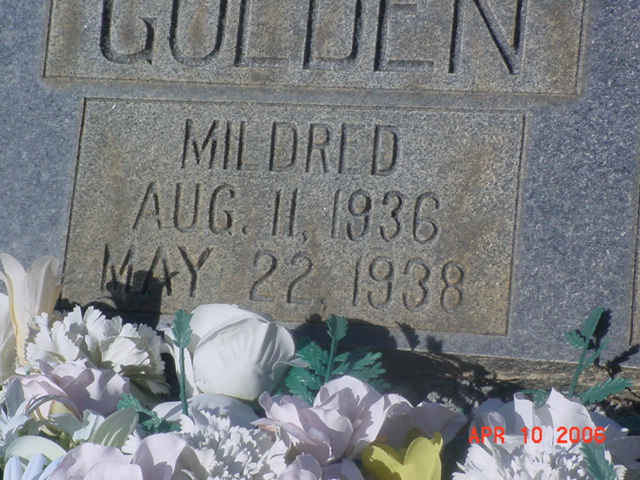 GOLDEN
MILDRED
AUG. 11, 1936
MAY 22, 1938
APR 10 2006